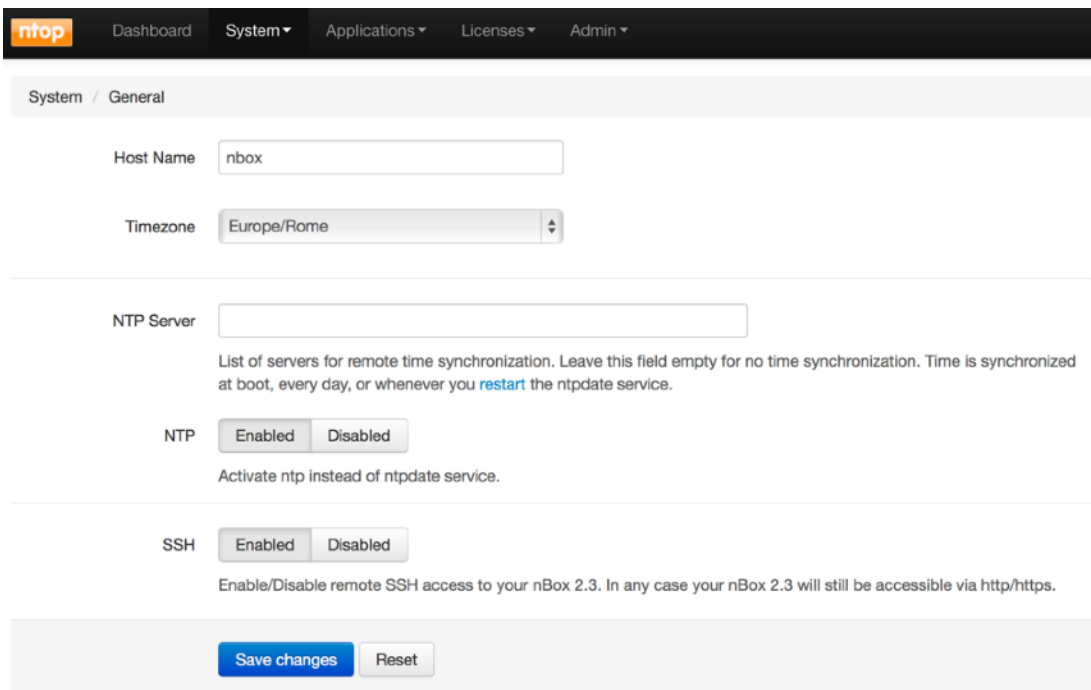 ntop Dashboard System Applications Licenses Admin
System / General
Host Name nbox
Timezone Europe/Rome
NTP Server
List of servers for remote time synchronization. Leave this field empty for no time synchronization. Time is synchronized
at boot, every day, or whenever you restart the ntpdate service.
NTP Enabled Disabled
Activate ntp instead of ntpdate service.
SSH Enabled Disabled
Enable/Disable remote SSH access to your nBox 2.3. In any case your nBox 2.3 will still be accessible via http/https.
Save changes Reset